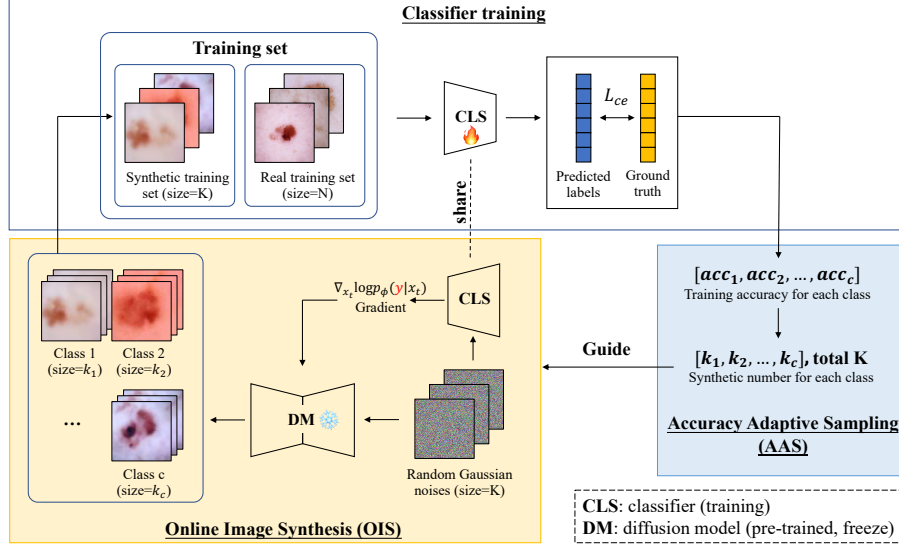 Classifier training
Training set
Synthetic training
set (size=K)
Real training set
(size=N)
CLS
L_ce
Predicted
labels
Ground
truth
share
[acc_1, acc_2, ..., acc_c]
Training accuracy for each class
[k_1, k_2, ..., k_c], total K
Synthetic number for each class
Accuracy Adaptive Sampling
(AAS)
Guide
CLS
∇_{x_t} logp_ϕ(y|x_t)
Gradient
Class 1
(size=k_1)
Class 2
(size=k_2)
...
Class c
(size=k_c)
DM
Random Gaussian
noises (size=K)
Online Image Synthesis (OIS)
CLS: classifier (training)
DM: diffusion model (pre-trained, freeze)